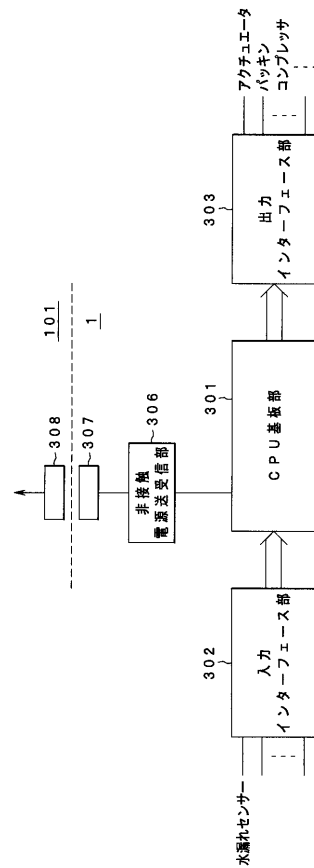 101
1
308
307
306
非接触
電源送受信部
302
入力
インターフェース部
水漏れセンサー
301
CPU基板部
303
出力
インターフェース部
アクチュエータ
パッキン
コンプレッサ